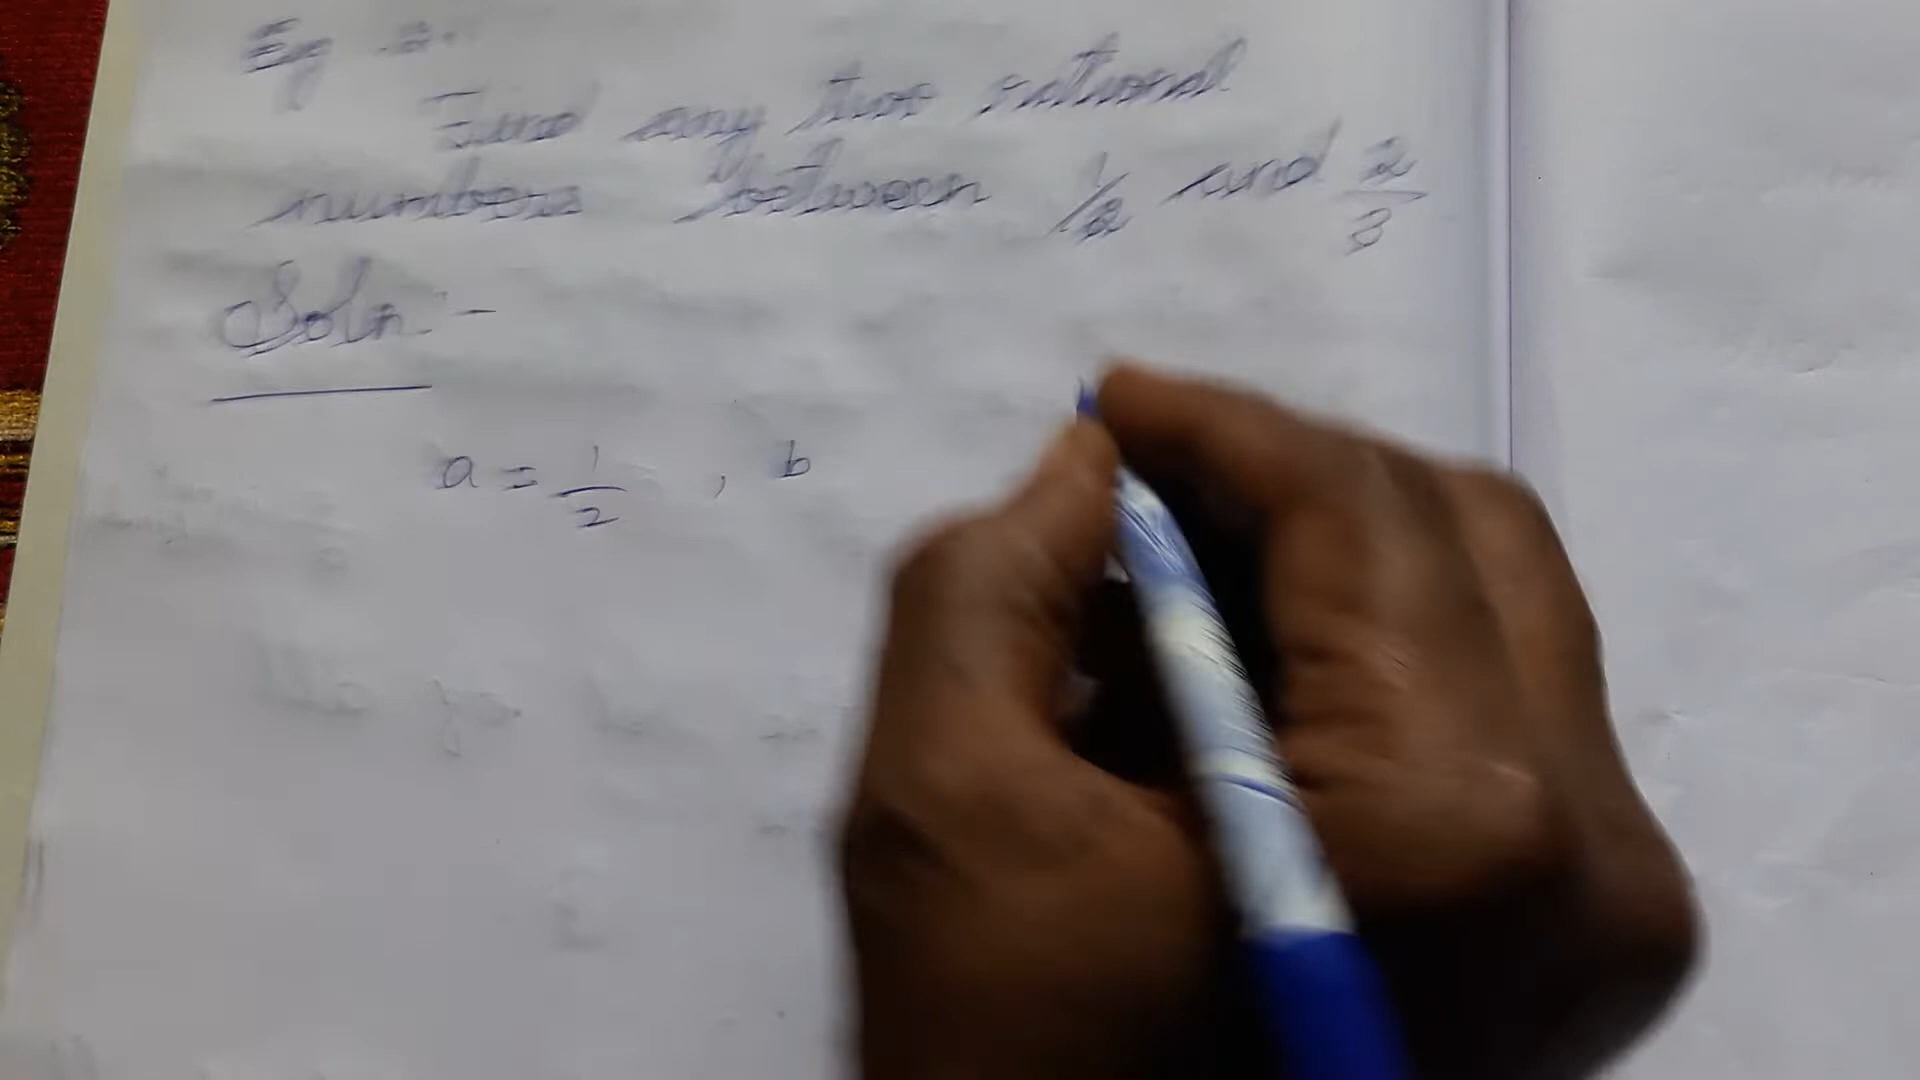 Eg 2.
Find any two rational
numbers between 1/2 and 2/3
Soln:-
a = 1/2 , b